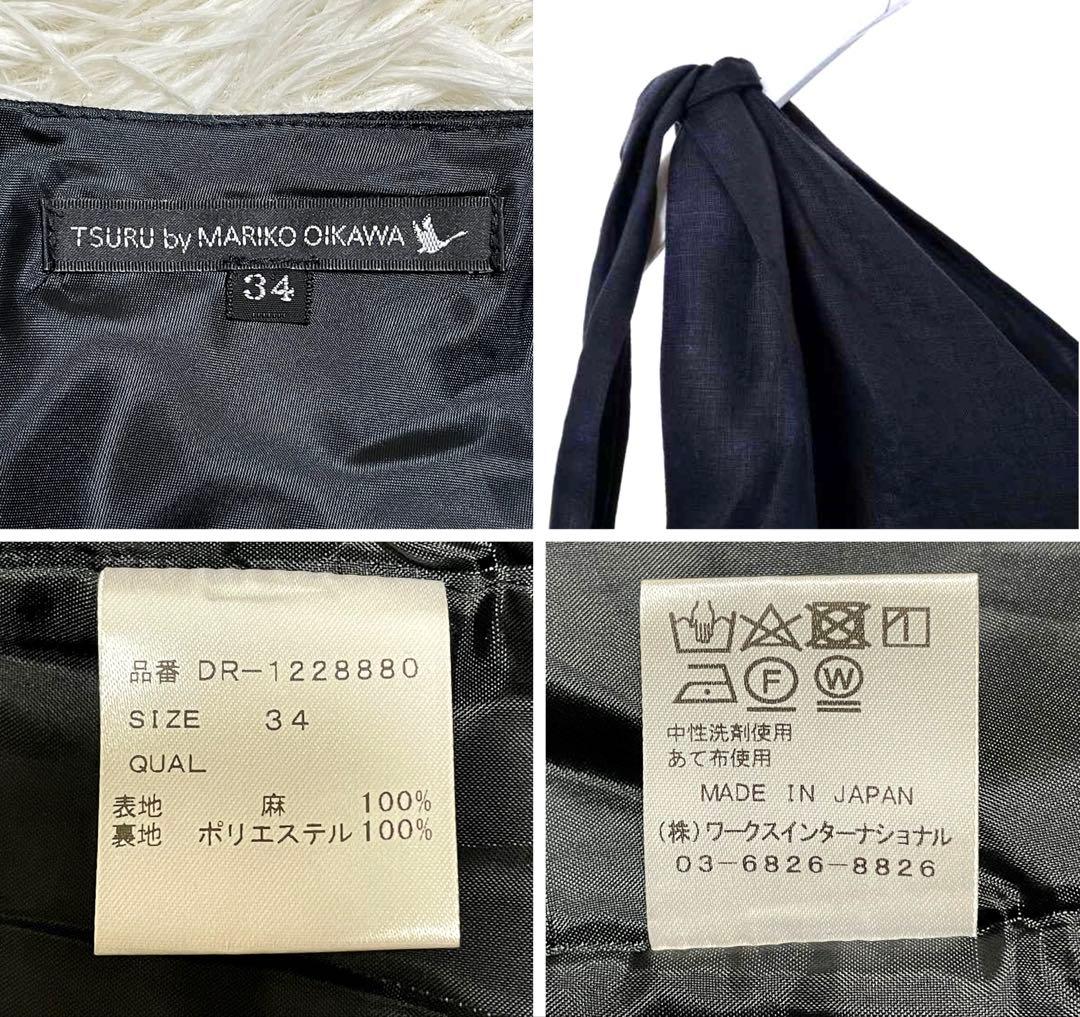 TSURU by MARIKO OIKAWA
34
品番 DR-1228880
SIZE 34
QUAL
表地 麻 100%
裏地 ポリエステル 100%
F W
中性洗剤使用
あて布使用
MADE IN JAPAN
(株)ワークスインターナショナル
03-6826-8826